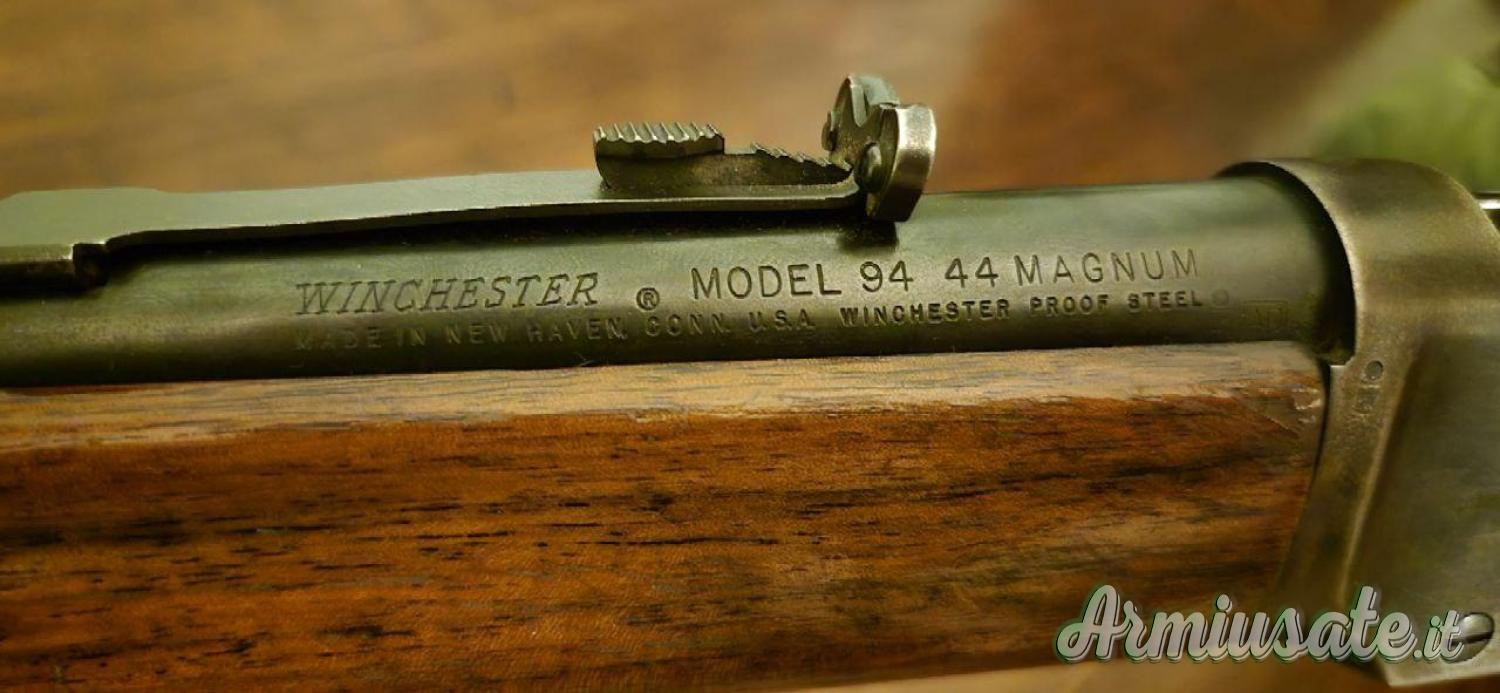 WINCHESTER ® MODEL 94 44 MAGNUM
MADE IN NEW HAVEN, CONN. U.S.A. WINCHESTER PROOF STEEL
Armiusate.it